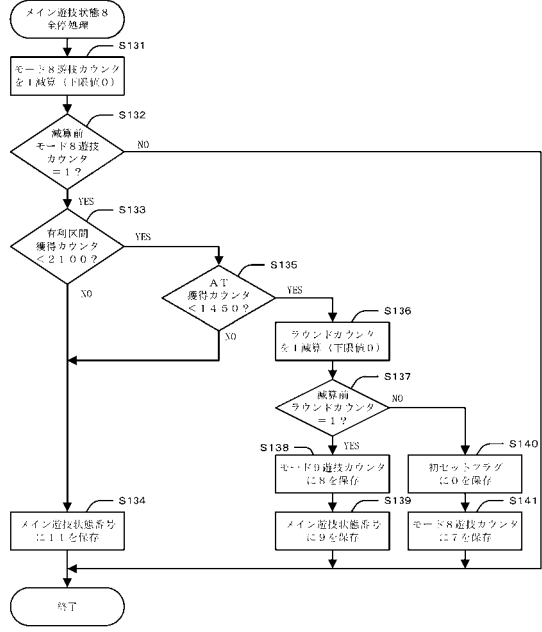 メイン遊技状態8
全停処理
S131
モード8遊技カウンタ
を1減算（下限値0）
S132
減算前
モード8遊技
カウンタ
＝1？
NO
YES
S133
有利区間
獲得カウンタ
＜2100？
YES
NO
S135
AT
獲得カウンタ
＜1450？
YES
NO
S136
ラウンドカウンタ
を1減算（下限値0）
S137
減算前
ラウンドカウンタ
＝1？
NO
YES
S138
モード9遊技カウンタ
に8を保存
S140
初セットフラグ
に0を保存
S134
メイン遊技状態番号
に11を保存
S139
メイン遊技状態番号
に9を保存
S141
モード8遊技カウンタ
に7を保存
終了